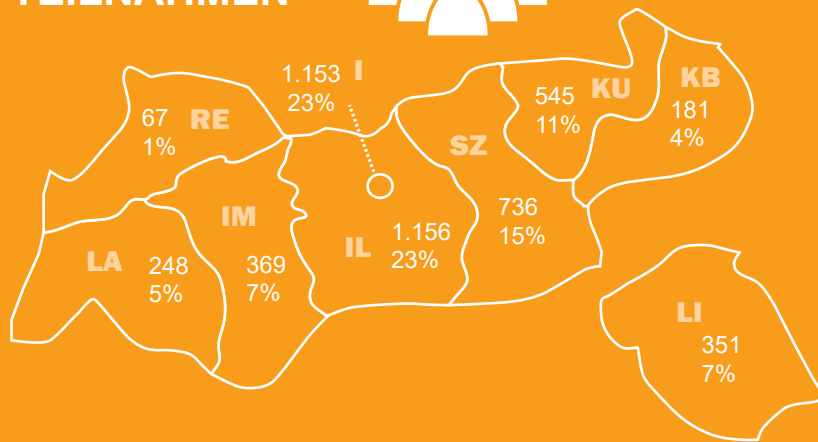 TEILNAHMEN
1.153 I
23%
67 RE
1%
545 KU
11%
KB
181
4%
SZ
736
15%
IM
369
7%
IL 1.156
23%
LA 248
5%
LI
351
7%